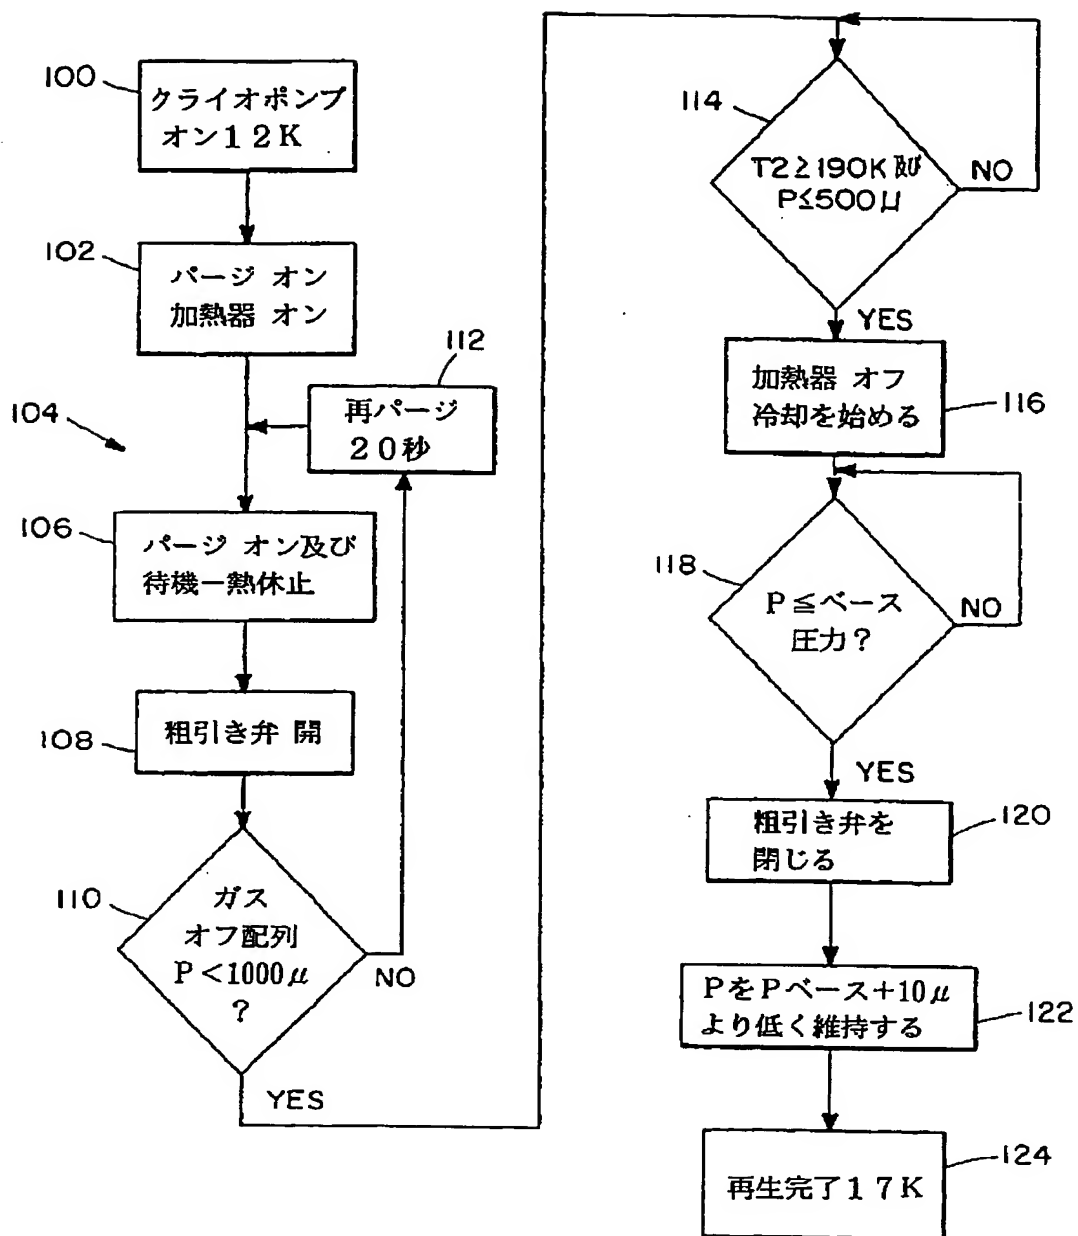 100
クライオポンプ
オン12K
102
パージ オン
加熱器 オン
104
112
再パージ
20秒
106
パージ オン及び
待機ー熱休止
108
粗引き弁 開
110
ガス
オフ配列
P<1000μ
?
NO
YES
114
T2≧190K 及び
P≦500μ
NO
YES
加熱器 オフ
冷却を始める
116
118
P≦ベース
圧力?
NO
YES
粗引き弁を
閉じる
120
PをPベース+10μ
より低く維持する
122
再生完了17K
124